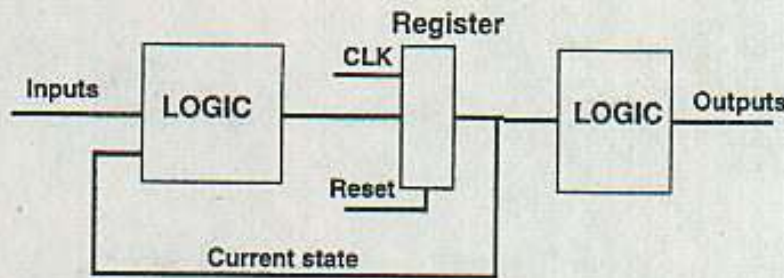 Register
CLK
Inputs
LOGIC
LOGIC
Outputs
Reset
Current state